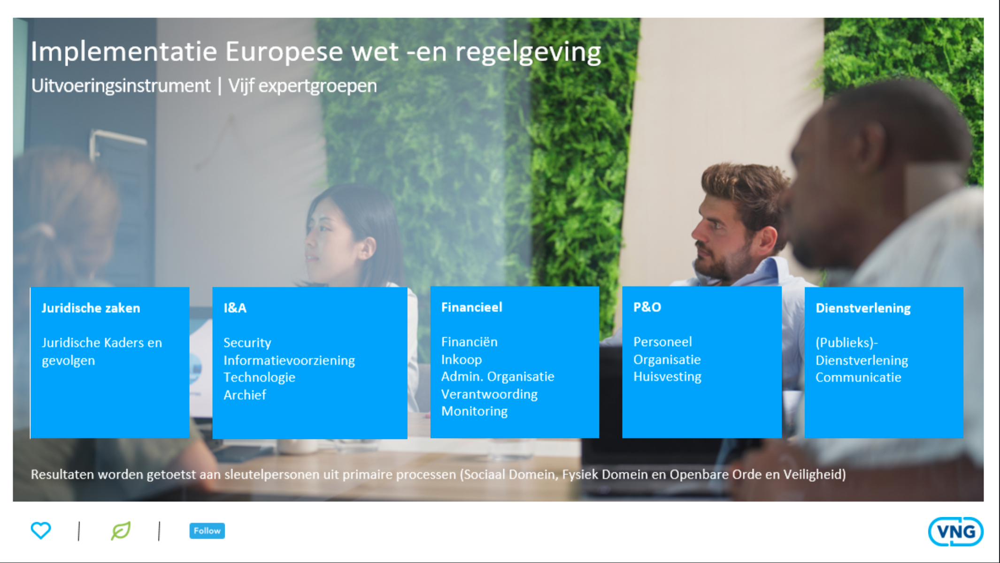 Implementatie Europese wet -en regelgeving
Uitvoeringsinstrument | Vijf expertgroepen
Juridische zaken
Juridische Kaders en
gevolgen
I&A
Security
Informatievoorziening
Technologie
Archief
Financieel
Financiën
Inkoop
Admin. Organisatie
Verantwoording
Monitoring
P&O
Personeel
Organisatie
Huisvesting
Dienstverlening
(Publieks)-
Dienstverlening
Communicatie
Resultaten worden getoetst aan sleutelpersonen uit primaire processen (Sociaal Domein, Fysiek Domein en Openbare Orde en Veiligheid)
Follow
VNG